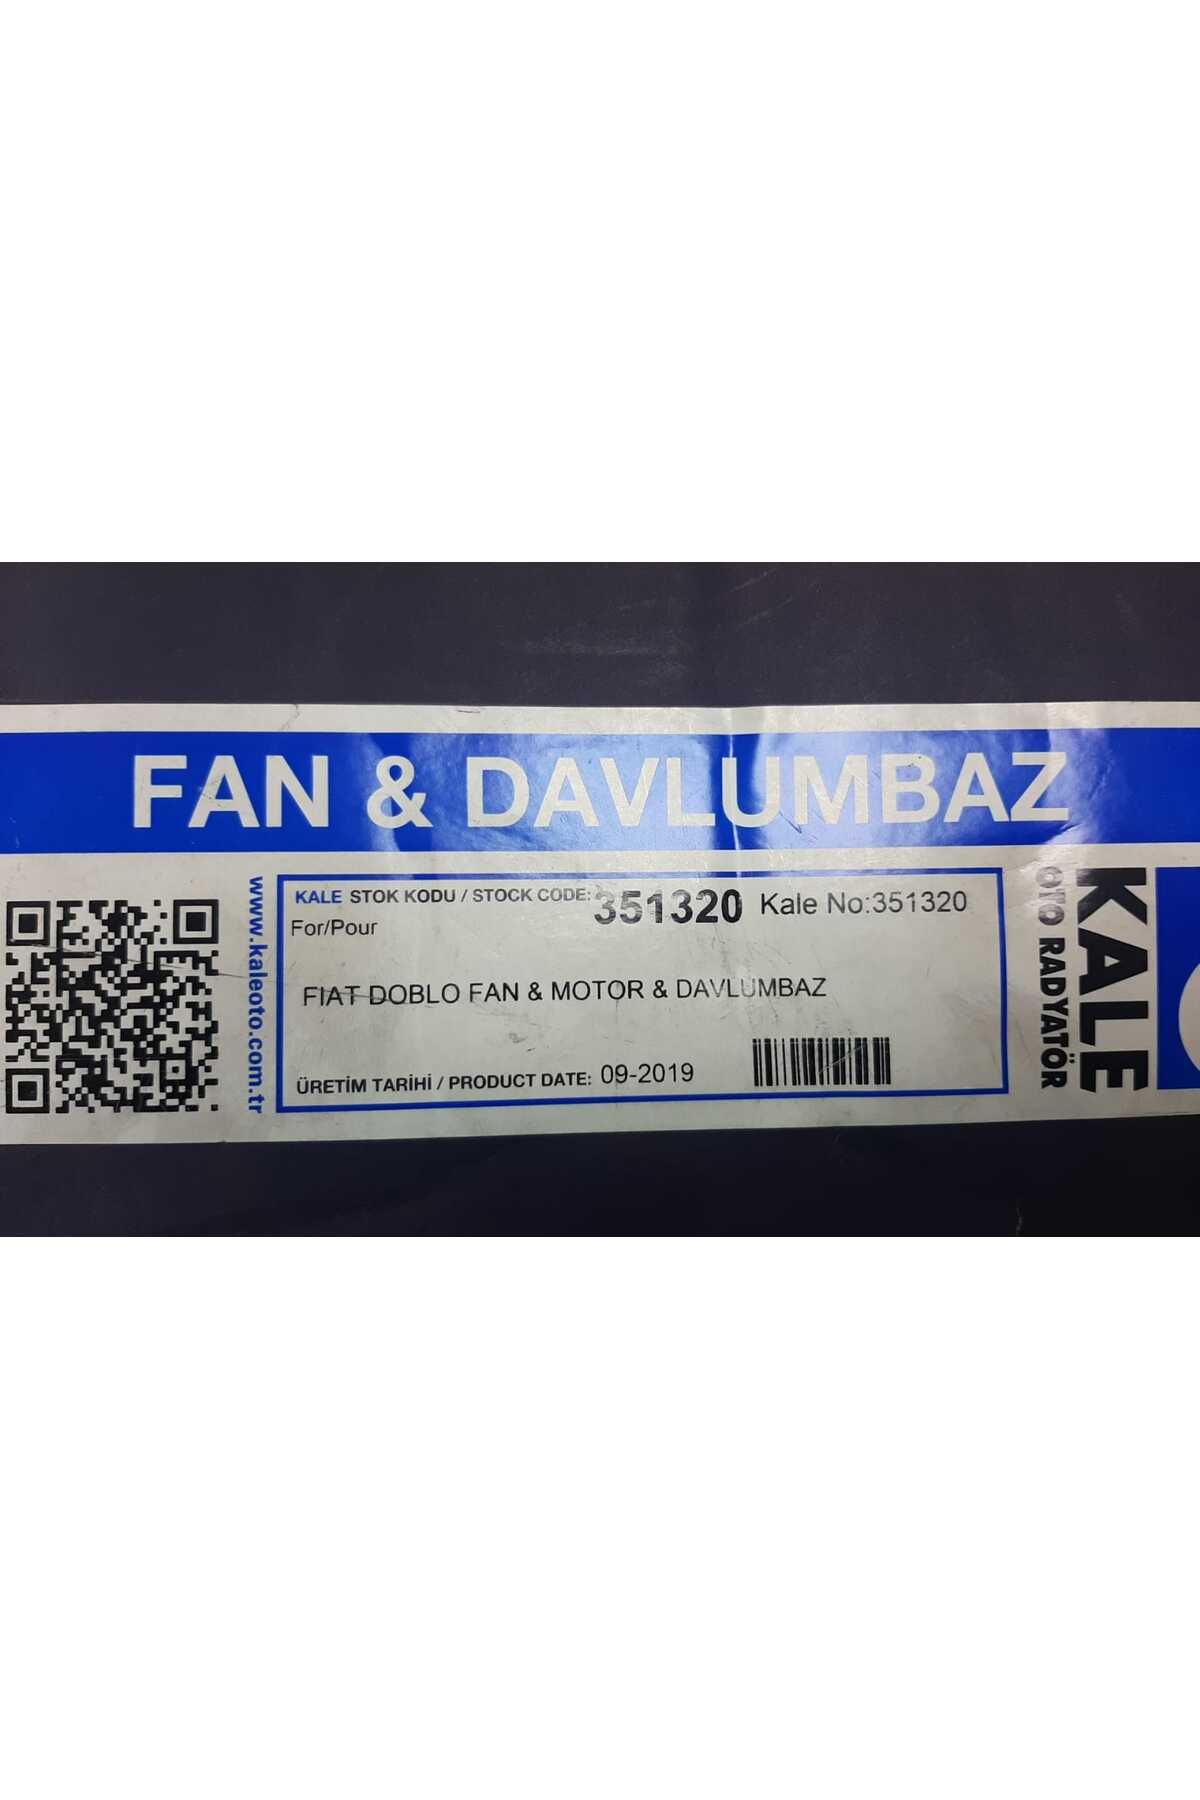 FAN & DAVLUMBAZ
www.kaleoto.com.tr
KALE STOK KODU / STOCK CODE: 351320 Kale No:351320
For/Pour
FIAT DOBLO FAN & MOTOR & DAVLUMBAZ
ÜRETİM TARİHİ / PRODUCT DATE: 09-2019
KALE
OTO RADYATÖR